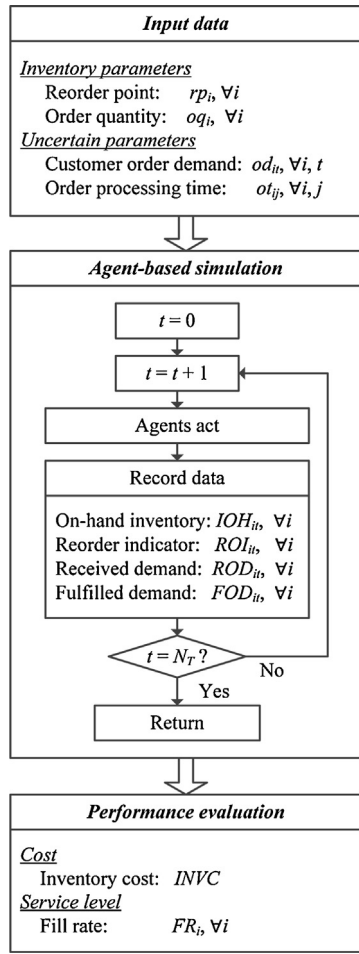 Input data
Inventory parameters
Reorder point: rpᵢ, ∀i
Order quantity: oqᵢ, ∀i
Uncertain parameters
Customer order demand: odᵢₜ, ∀i, t
Order processing time: otᵢⱼ, ∀i,j
Agent-based simulation
t = 0
t = t + 1
Agents act
Record data
On-hand inventory: IOHᵢₜ, ∀i
Reorder indicator: ROIᵢₜ, ∀i
Received demand: RODᵢₜ, ∀i
Fulfilled demand: FODᵢₜ, ∀i
t = N_T ?
No
Yes
Return
Performance evaluation
Cost
Inventory cost: INVC
Service level
Fill rate: FRᵢ, ∀i